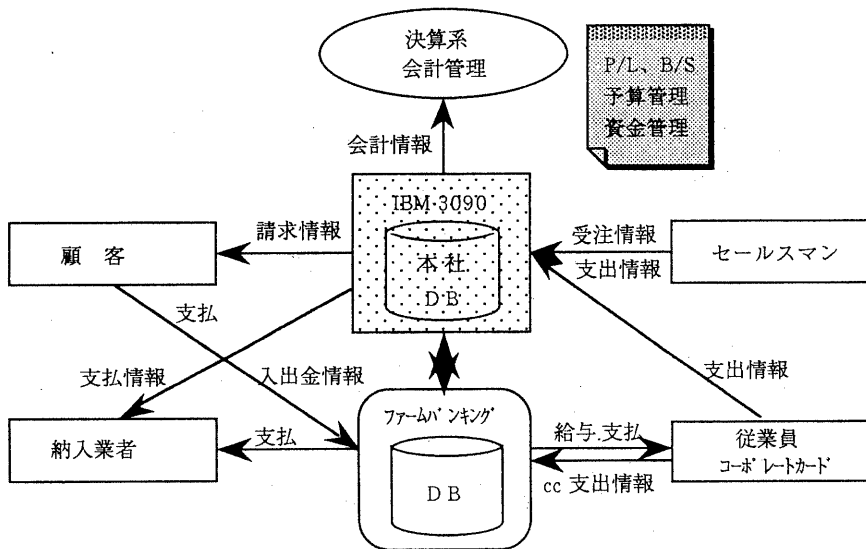 決算系
会計管理
P/L、B/S
予算管理
資金管理
会計情報
IBM 3090
請求情報
受注情報
顧 客
本社
DB
支出情報
セールスマン
支払
支払情報
入出金情報
支出情報
ファームバンキング
納入業者
支払
給与.支払
従業員
コーポレートカード
DB
cc 支出情報